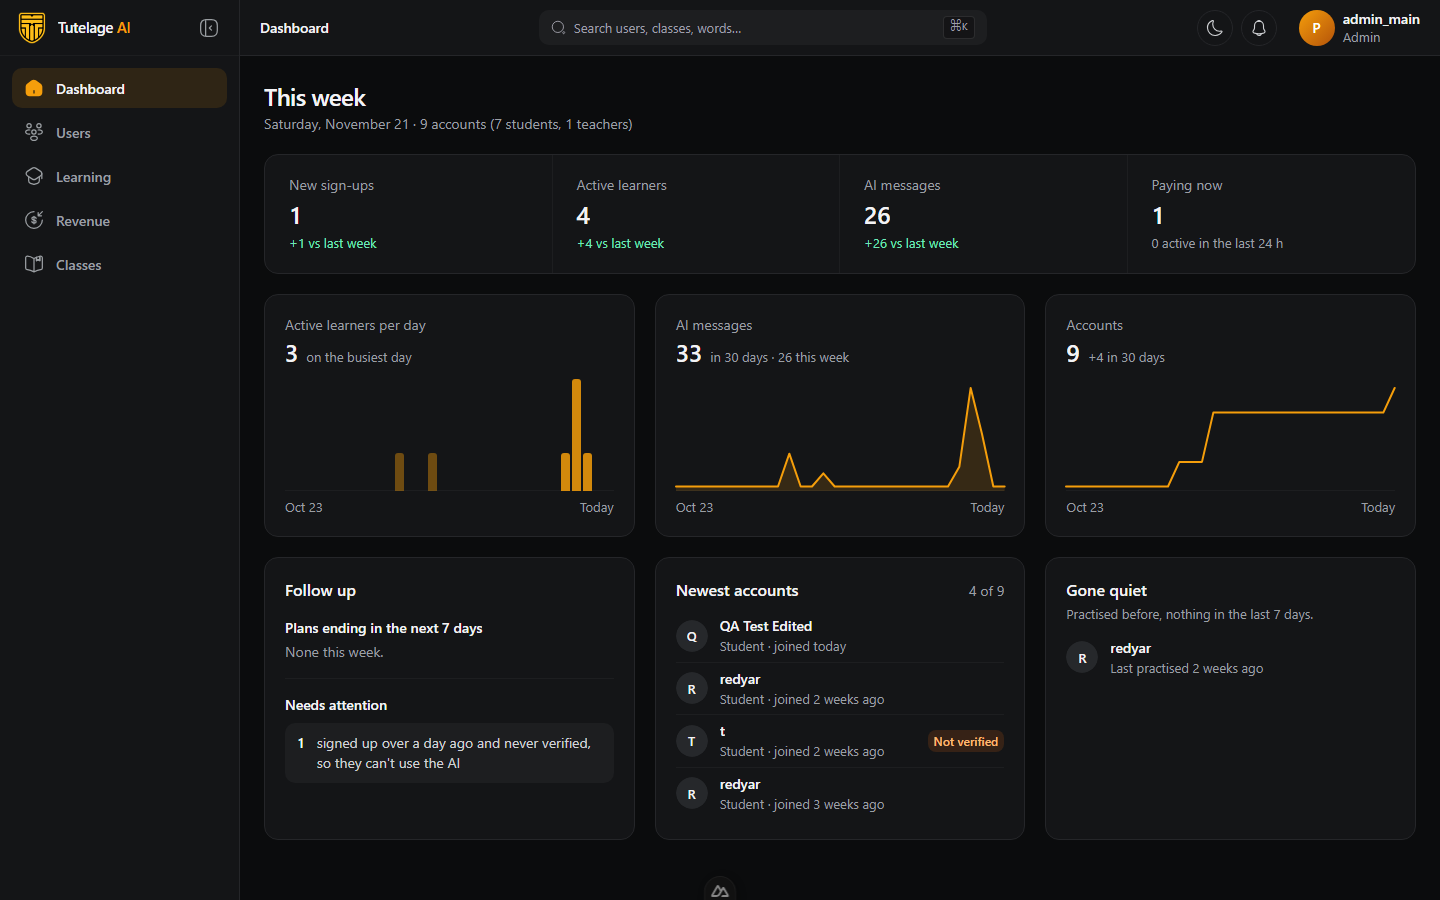 Tutelage AI
Dashboard
Search users, classes, words...
⌘K
P
admin_main
Admin
Dashboard
Users
Learning
Revenue
Classes
This week
Saturday, November 21 · 9 accounts (7 students, 1 teachers)
New sign-ups
1
+1 vs last week
Active learners
4
+4 vs last week
AI messages
26
+26 vs last week
Paying now
1
0 active in the last 24 h
Active learners per day
3 on the busiest day
Oct 23
Today
AI messages
33 in 30 days · 26 this week
Oct 23
Today
Accounts
9 +4 in 30 days
Oct 23
Today
Follow up
Plans ending in the next 7 days
None this week.
Needs attention
1 signed up over a day ago and never verified,
so they can't use the AI
Newest accounts
4 of 9
Q
QA Test Edited
Student · joined today
R
redyar
Student · joined 2 weeks ago
T
t
Student · joined 2 weeks ago
Not verified
R
redyar
Student · joined 3 weeks ago
Gone quiet
Practised before, nothing in the last 7 days.
R
redyar
Last practised 2 weeks ago